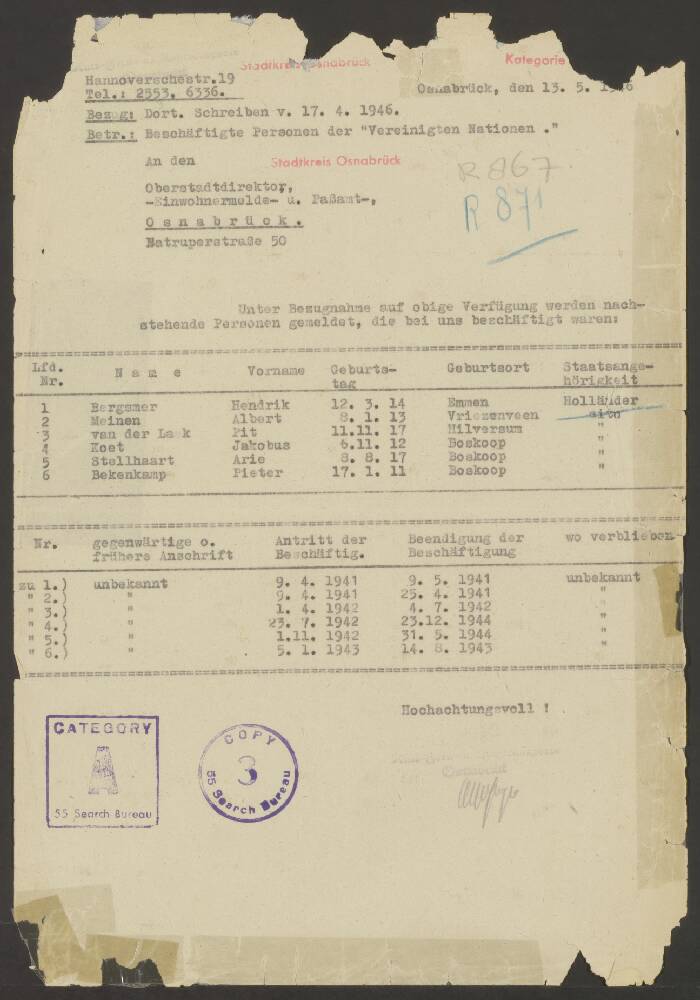 Stadtkreis Osnabrück
Kategorie
Hannoverschestr.19
Tel.: 2553. 6336.
Osnabrück, den 13. 5.
Bezug: Dort. Schreiben v. 17. 4. 1946.
Betr.: Beschäftigte Personen der "Vereinigten Nationen ."
An den
Stadtkreis Osnabrück
R 867
Oberstadtdirektor,
-Einwohnermelde- u. Paßamt-,
R 871
Osnabrück.
Natruperstraße 50
Unter Bezugnahme auf obige Verfügung werden nach-
stehende Personen gemeldet, die bei uns beschäftigt waren:
Lfd. Nr. Name Vorname Geburts-tag Geburtsort Staatsange-hörigkeit
1 Bergsmer Hendrik 12. 3. 14 Emmen Holländer
2 Meinen Albert 8. 1. 13 Vriezenveen dito
3 van der Laak Pit 11.11. 17 Hilversum "
4 Koet Jakobus 6.11. 12 Boskoop "
5 Stellhaart Arie 8. 8. 17 Boskoop "
6 Bekenkamp Pieter 17. 1. 11 Boskoop "
Nr. gegenwärtige o. frühere Anschrift Antritt der Beschäftig. Beendigung der Beschäftigung wo verblieben
zu 1.) unbekannt 9. 4. 1941 9. 5. 1941 unbekannt
" 2.) " 9. 4. 1941 25. 4. 1941 "
" 3.) " 1. 4. 1942 4. 7. 1942 "
" 4.) " 23. 7. 1942 23.12. 1944 "
" 5.) " 1.11. 1942 31. 5. 1944 "
" 6.) " 5. 1. 1943 14. 8. 1943 "
Hochachtungsvoll !
CATEGORY
A
55 Search Bureau
COPY
3
55 Search Bureau